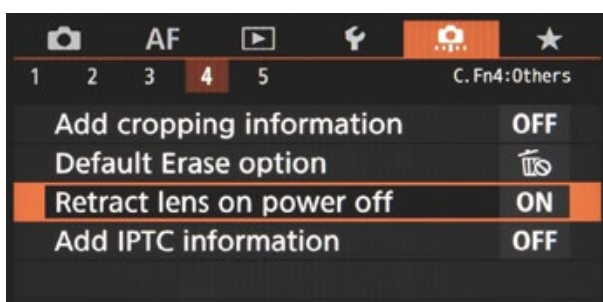 AF
1 2 3 4 5 C.Fn4:Others
Add cropping information OFF
Default Erase option
Retract lens on power off ON
Add IPTC information OFF